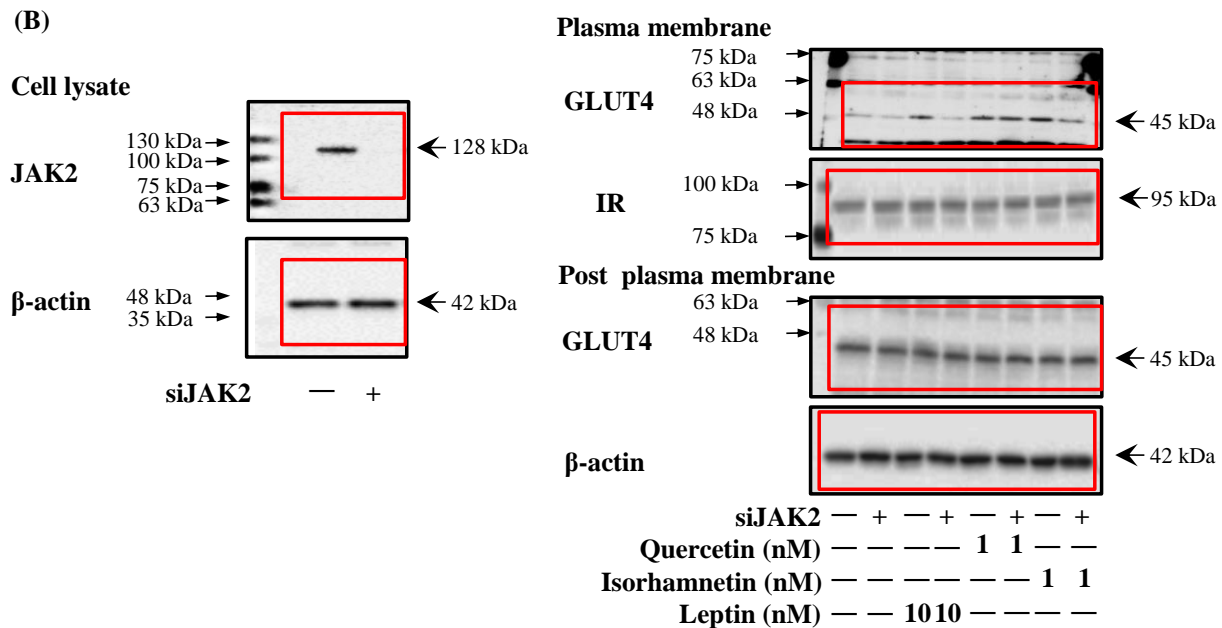 (B)
Cell lysate
130 kDa
100 kDa
JAK2
75 kDa
63 kDa
128 kDa
48 kDa
β-actin
35 kDa
42 kDa
siJAK2 — +
Plasma membrane
75 kDa
63 kDa
GLUT4
48 kDa
45 kDa
100 kDa
IR
95 kDa
75 kDa
Post plasma membrane
63 kDa
48 kDa
GLUT4
45 kDa
β-actin
42 kDa
siJAK2 — + — + — + — +
Quercetin (nM) — — — — 1 1 — —
Isorhamnetin (nM) — — — — — — 1 1
Leptin (nM) — — 10 10 — — — —